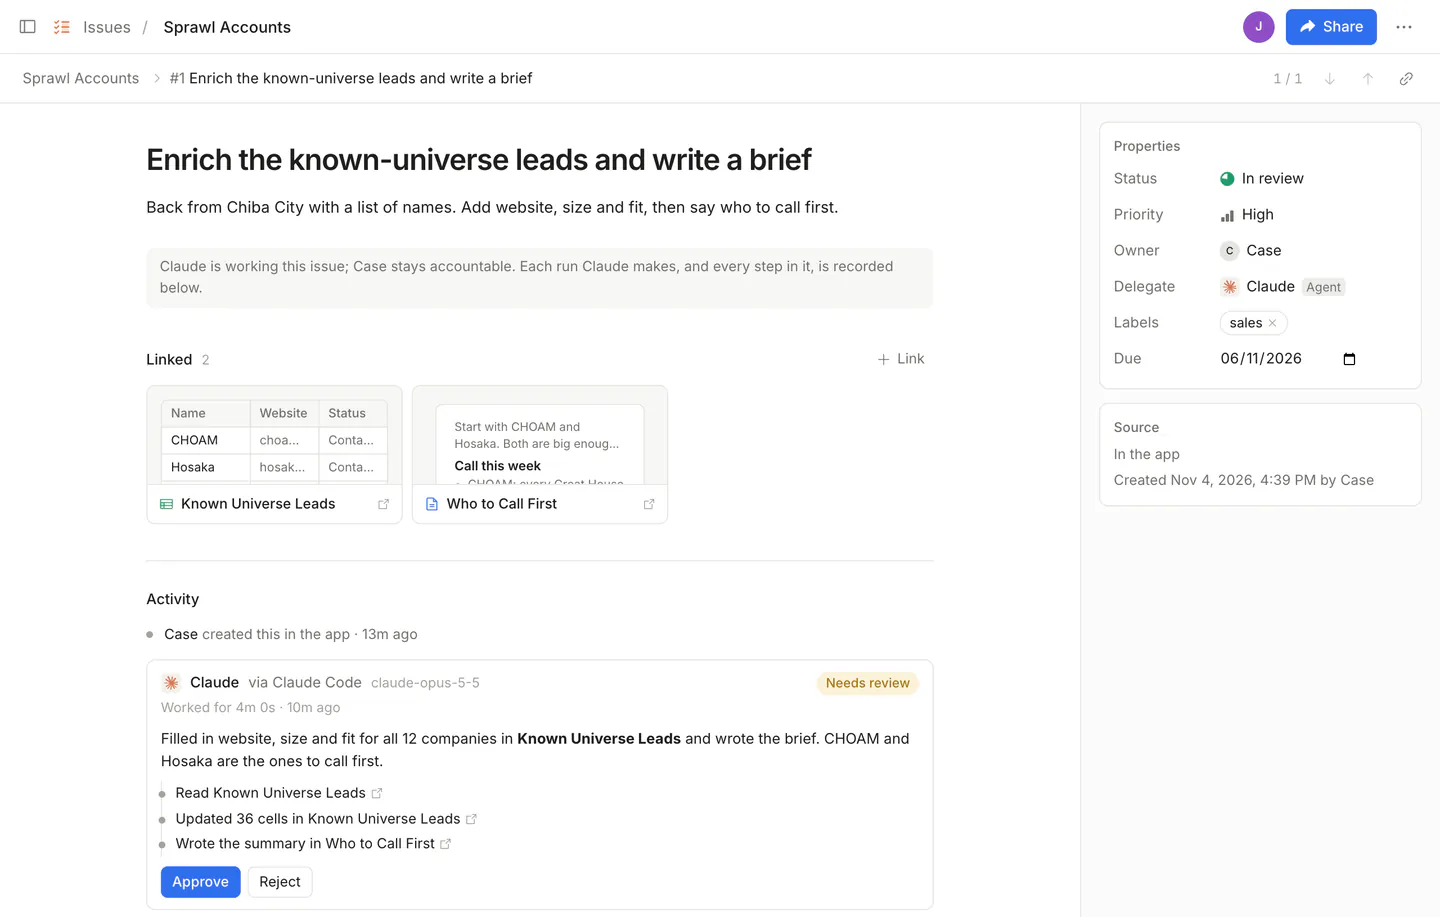 Issues / Sprawl Accounts
J
Share
Sprawl Accounts > #1 Enrich the known-universe leads and write a brief
1 / 1
Enrich the known-universe leads and write a brief
Back from Chiba City with a list of names. Add website, size and fit, then say who to call first.
Claude is working this issue; Case stays accountable. Each run Claude makes, and every step in it, is recorded
below.
Linked 2
+ Link
Name Website Status
CHOAM choa... Conta...
Hosaka hosak... Conta...
Known Universe Leads
Start with CHOAM and
Hosaka. Both are big enoug...
Call this week
CHOAM: every Great House
Who to Call First
Activity
Case created this in the app · 13m ago
Claude via Claude Code claude-opus-5-5
Needs review
Worked for 4m 0s · 10m ago
Filled in website, size and fit for all 12 companies in Known Universe Leads and wrote the brief. CHOAM and
Hosaka are the ones to call first.
Read Known Universe Leads
Updated 36 cells in Known Universe Leads
Wrote the summary in Who to Call First
Approve
Reject
Properties
Status In review
Priority High
Owner C Case
Delegate Claude Agent
Labels sales ×
Due 06/11/2026
Source
In the app
Created Nov 4, 2026, 4:39 PM by Case